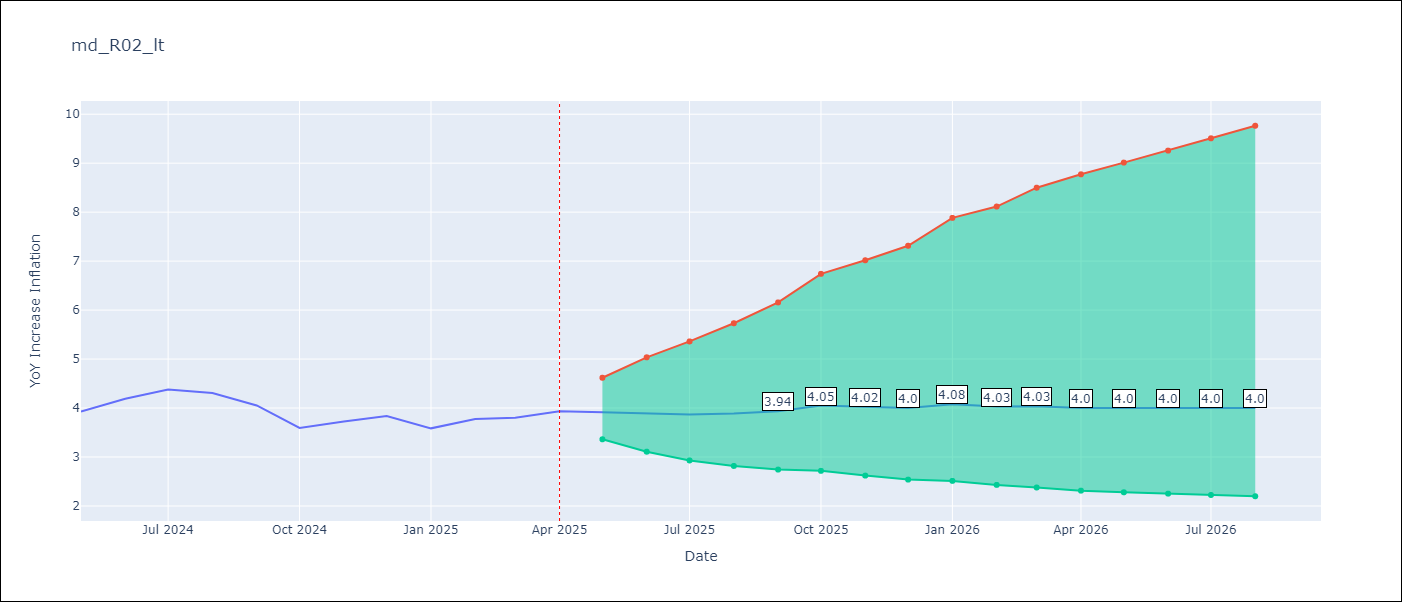 md_R02_lt
YoY Increase Inflation
10
9
8
7
6
5
4
3
2
3.94
4.05
4.02
4.0
4.08
4.03
4.03
4.0
4.0
4.0
4.0
4.0
Jul 2024
Oct 2024
Jan 2025
Apr 2025
Jul 2025
Oct 2025
Jan 2026
Apr 2026
Jul 2026
Date